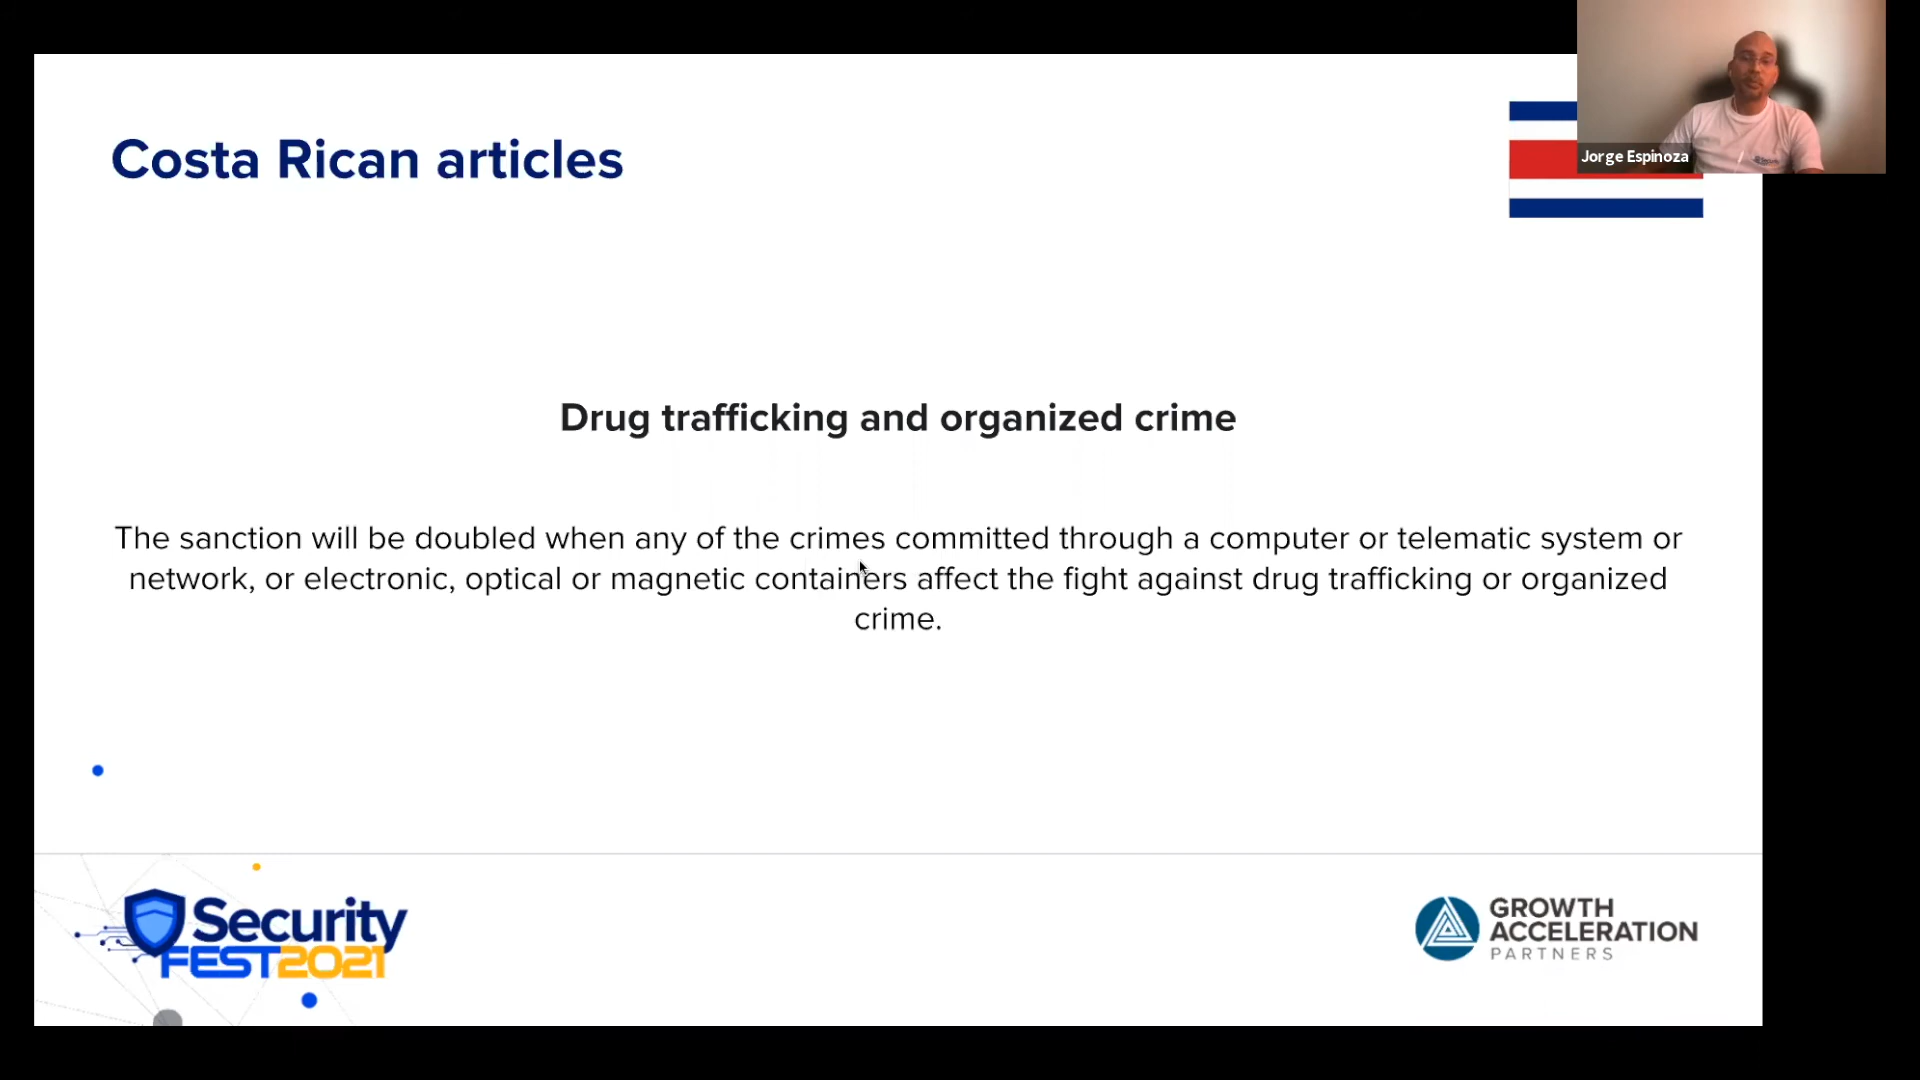 Costa Rican articles
Jorge Espinoza
Drug trafficking and organized crime
The sanction will be doubled when any of the crimes committed through a computer or telematic system or
network, or electronic, optical or magnetic containers affect the fight against drug trafficking or organized
crime.
Security
FEST2021
GROWTH
ACCELERATION
PARTNERS